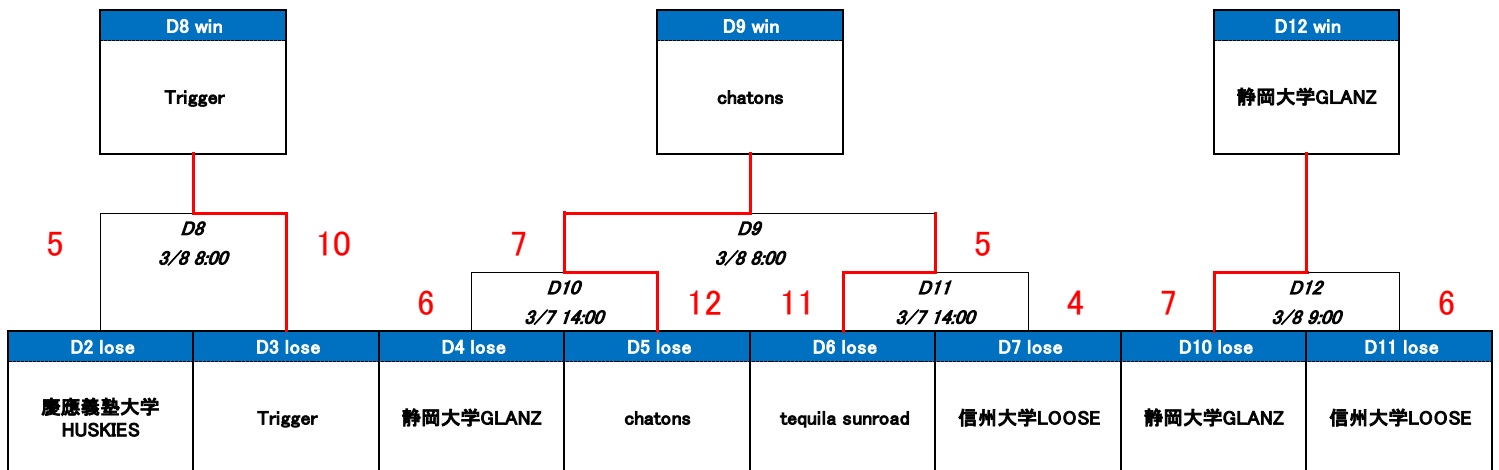 D8 win
D9 win
D12 win
Trigger
chatons
静岡大学GLANZ
D8
3/8 8:00
5
10
D9
3/8 8:00
7
5
D10
3/7 14:00
6
12
D11
3/7 14:00
11
4
D12
3/8 9:00
7
6
D2 lose
D3 lose
D4 lose
D5 lose
D6 lose
D7 lose
D10 lose
D11 lose
慶應義塾大学
HUSKIES
Trigger
静岡大学GLANZ
chatons
tequila sunroad
信州大学LOOSE
静岡大学GLANZ
信州大学LOOSE